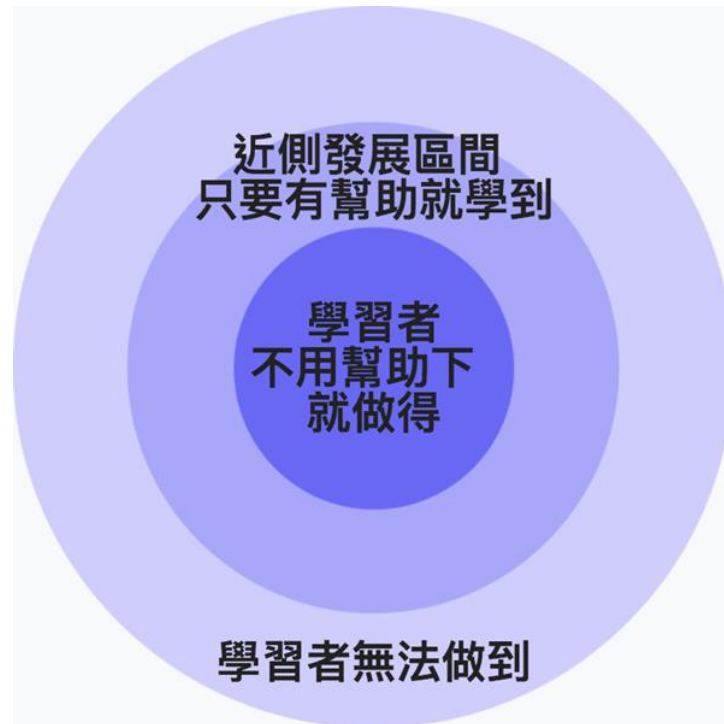 近側發展區間
只要有幫助就學到
學習者
不用幫助下
就做得
學習者無法做到